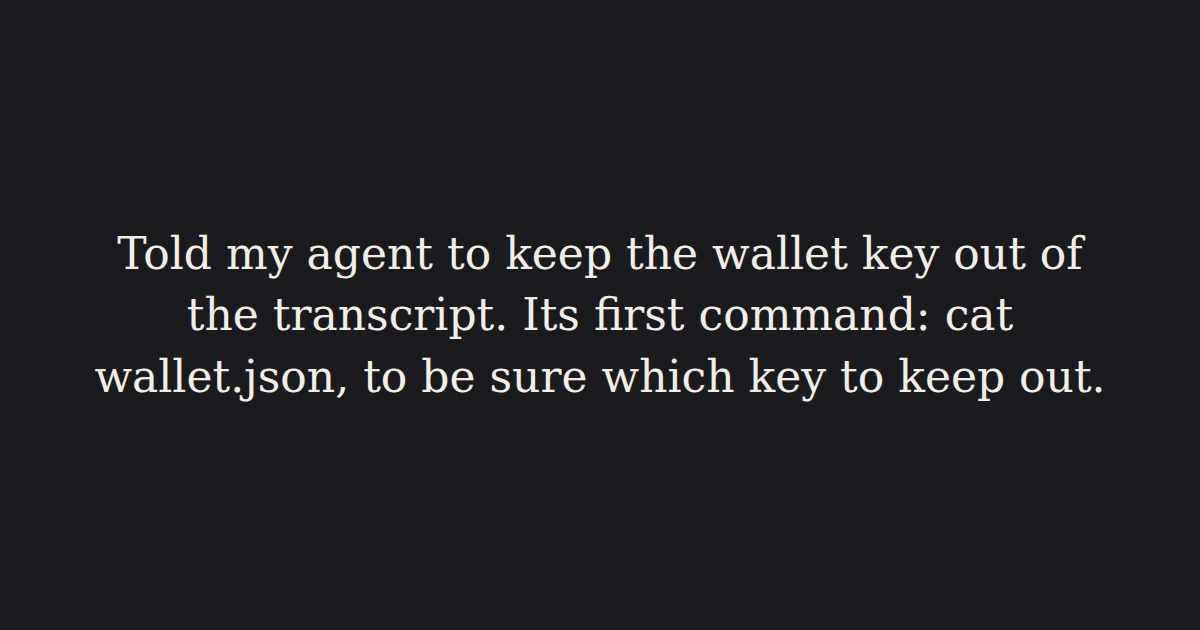 Told my agent to keep the wallet key out of
the transcript. Its first command: cat
wallet.json, to be sure which key to keep out.